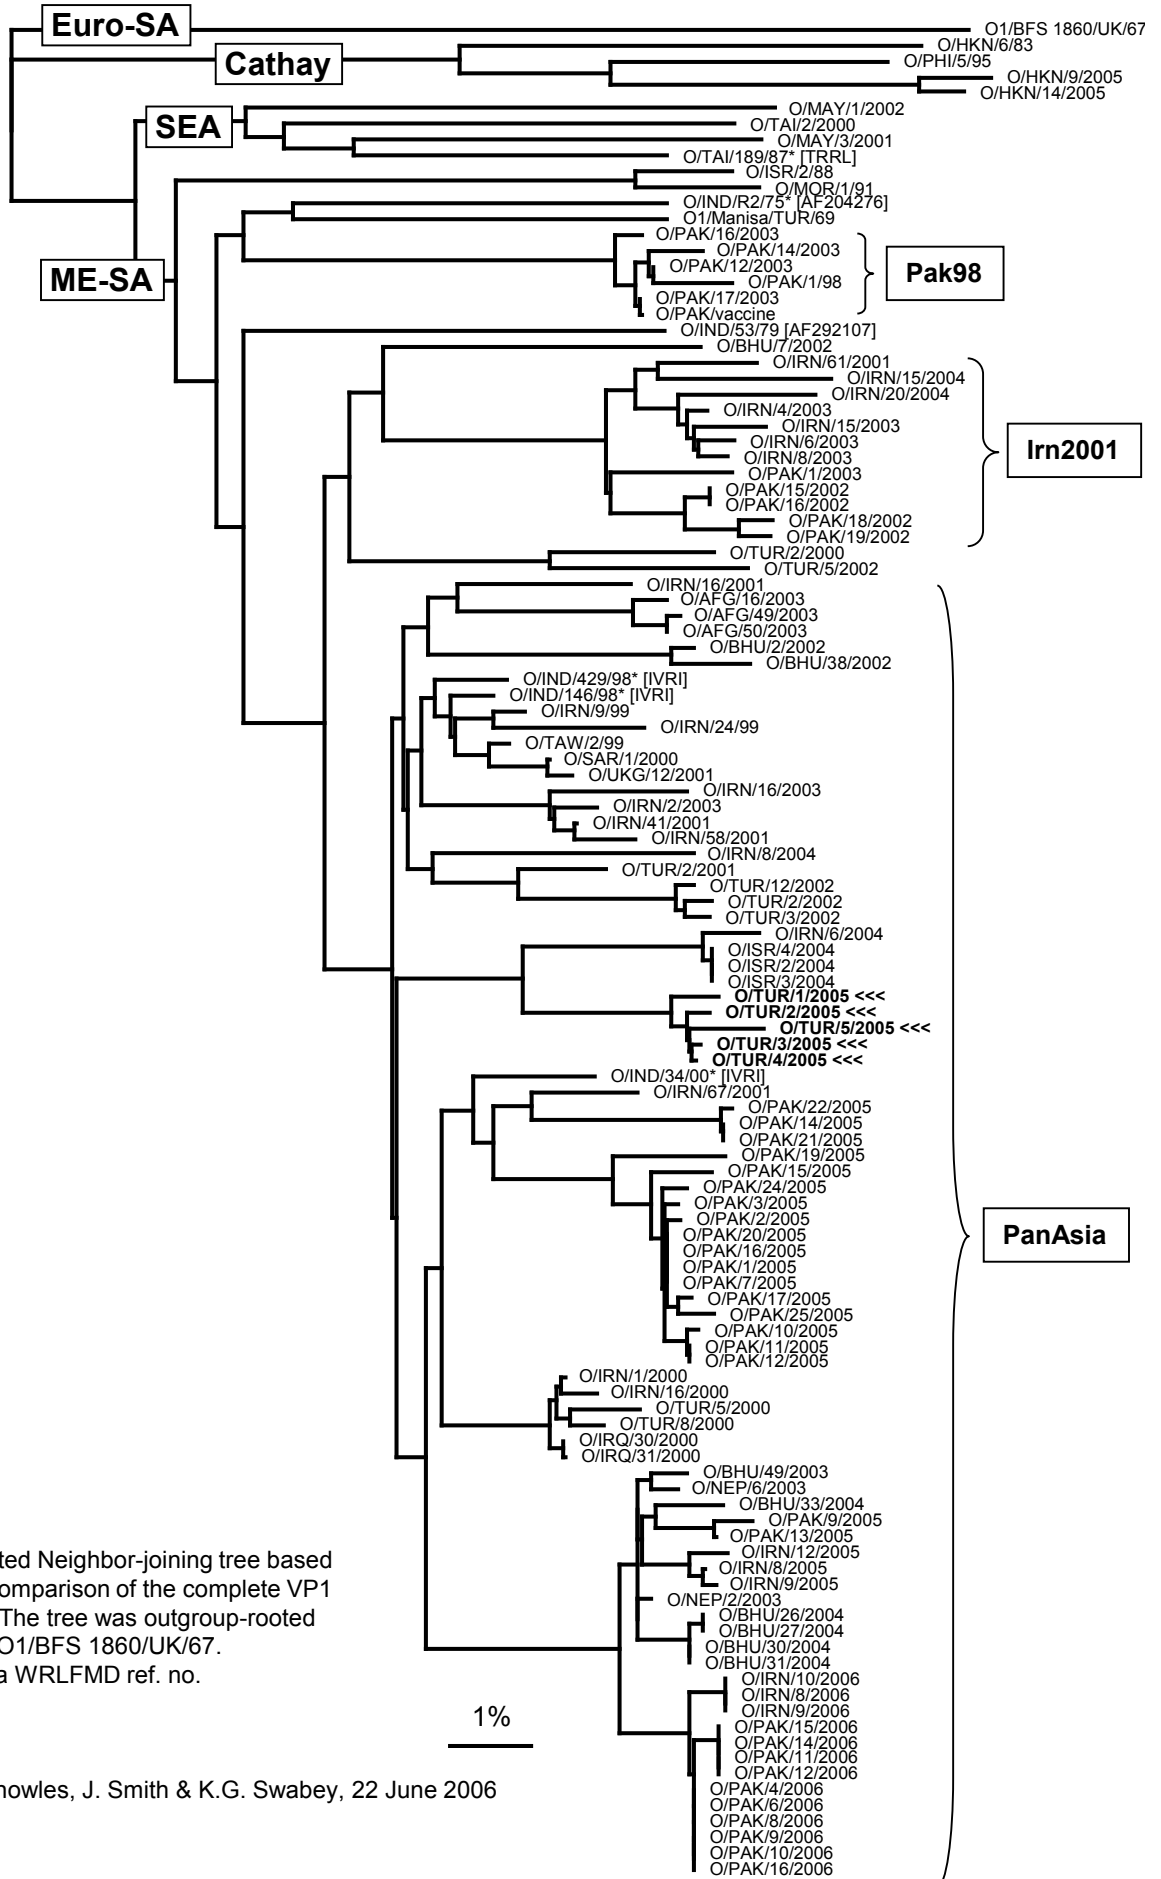 Euro-SA
O1/BFS 1860/UK/67
O/HKN/6/83
Cathay
O/PHI/5/95
O/HKN/9/2005
O/HKN/14/2005
SEA
O/MAY/1/2002
O/TAI/2/2000
O/MAY/3/2001
O/TAI/189/87* [TRRL]
O/ISR/2/88
O/MOR/1/91
O/IND/R2/75* [AF204276]
O1/Manisa/TUR/69
ME-SA
O/PAK/16/2003
O/PAK/14/2003
O/PAK/12/2003
O/PAK/1/98
O/PAK/17/2003
O/PAK/vaccine
Pak98
O/IND/53/79 [AF292107]
O/BHU/7/2002
O/IRN/61/2001
O/IRN/15/2004
O/IRN/20/2004
O/IRN/4/2003
O/IRN/15/2003
O/IRN/6/2003
O/IRN/8/2003
O/PAK/1/2003
O/PAK/15/2002
O/PAK/16/2002
O/PAK/18/2002
O/PAK/19/2002
Irn2001
O/TUR/2/2000
O/TUR/5/2002
O/IRN/16/2001
O/AFG/16/2003
O/AFG/49/2003
O/AFG/50/2003
O/BHU/2/2002
O/BHU/38/2002
O/IND/429/98* [IVRI]
O/IND/146/98* [IVRI]
O/IRN/9/99
O/IRN/24/99
O/TAW/2/99
O/SAR/1/2000
O/UKG/12/2001
O/IRN/16/2003
O/IRN/2/2003
O/IRN/41/2001
O/IRN/58/2001
O/IRN/8/2004
O/TUR/2/2001
O/TUR/12/2002
O/TUR/2/2002
O/TUR/3/2002
O/IRN/6/2004
O/ISR/4/2004
O/ISR/2/2004
O/ISR/3/2004
O/TUR/1/2005 <<<
O/TUR/2/2005 <<<
O/TUR/5/2005 <<<
O/TUR/3/2005 <<<
O/TUR/4/2005 <<<
O/IND/34/00* [IVRI]
O/IRN/67/2001
O/PAK/22/2005
O/PAK/14/2005
O/PAK/21/2005
O/PAK/19/2005
O/PAK/15/2005
O/PAK/24/2005
O/PAK/3/2005
O/PAK/2/2005
O/PAK/20/2005
O/PAK/16/2005
O/PAK/1/2005
O/PAK/7/2005
O/PAK/17/2005
O/PAK/25/2005
O/PAK/10/2005
O/PAK/11/2005
O/PAK/12/2005
PanAsia
O/IRN/1/2000
O/IRN/16/2000
O/TUR/5/2000
O/TUR/8/2000
O/IRQ/30/2000
O/IRQ/31/2000
O/BHU/49/2003
O/NEP/6/2003
O/BHU/33/2004
O/PAK/9/2005
O/PAK/13/2005
O/IRN/12/2005
O/IRN/8/2005
O/IRN/9/2005
O/NEP/2/2003
O/BHU/26/2004
O/BHU/27/2004
O/BHU/30/2004
O/BHU/31/2004
O/IRN/10/2006
O/IRN/8/2006
O/IRN/9/2006
O/PAK/15/2006
O/PAK/14/2006
O/PAK/11/2006
O/PAK/12/2006
O/PAK/4/2006
O/PAK/6/2006
O/PAK/8/2006
O/PAK/9/2006
O/PAK/10/2006
O/PAK/16/2006
ted Neighbor-joining tree based
omparison of the complete VP1
The tree was outgroup-rooted
O1/BFS 1860/UK/67.
a WRLFMD ref. no.
1%
nowles, J. Smith & K.G. Swabey, 22 June 2006